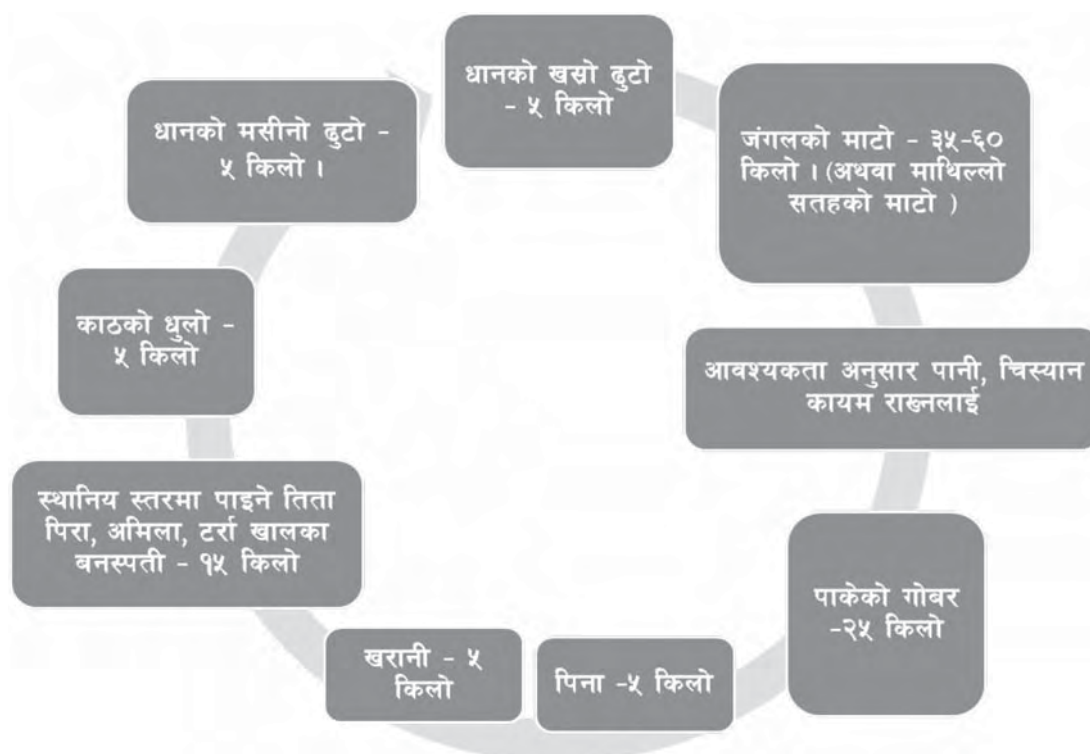 धानको खस्रो ढुटो
- ५ किलो
जंगलको माटो - ३५-६०
किलो । (अथवा माथिल्लो
सतहको माटो )
आवश्यकता अनुसार पानी, चिस्यान
कायम राख्नलाई
पाकेको गोबर
-२५ किलो
पिना -५ किलो
खरानी - ५
किलो
स्थानिय स्तरमा पाइने तिता
पिरा, अमिला, टर्रा खालका
बनस्पती - १५ किलो
काठको धुलो -
५ किलो
धानको मसीनो ढुटो -
५ किलो ।